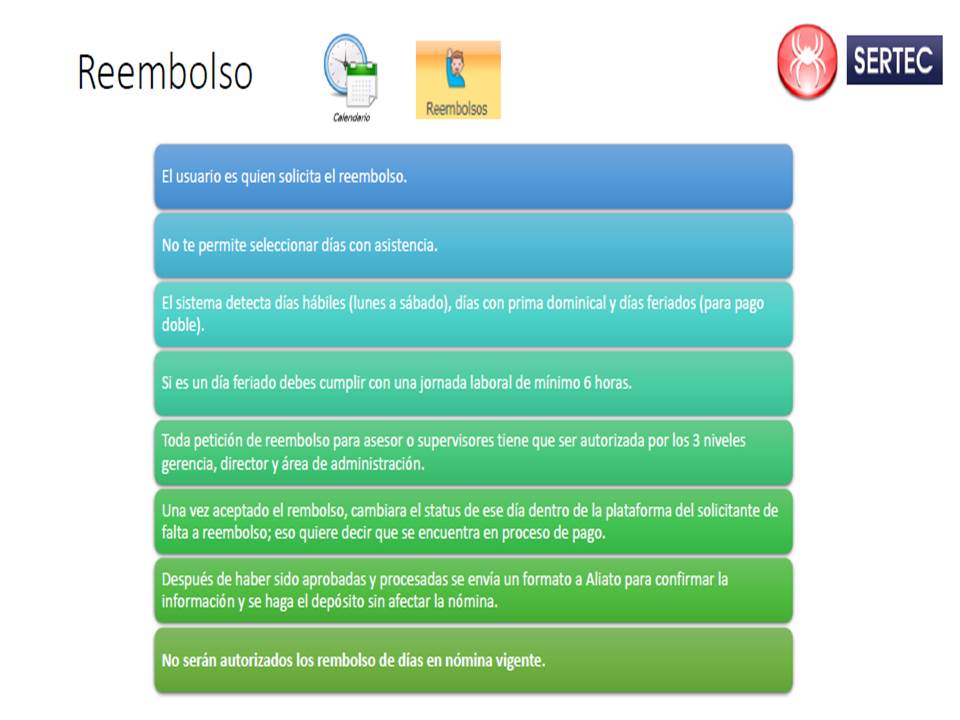 Reembolso
Calendario
Reembolsos
SERTEC
El usuario es quien solicita el reembolso.
No te permite seleccionar días con asistencia.
El sistema detecta días hábiles (lunes a sábado), días con prima dominical y días feriados (para pago
doble).
Si es un día feriado debes cumplir con una jornada laboral de mínimo 6 horas.
Toda petición de reembolso para asesor o supervisores tiene que ser autorizada por los 3 niveles
gerencia, director y área de administración.
Una vez aceptado el rembolso, cambiara el status de ese día dentro de la plataforma del solicitante de
falta a reembolso; eso quiere decir que se encuentra en proceso de pago.
Después de haber sido aprobadas y procesadas se envía un formato a Aliato para confirmar la
información y se haga el depósito sin afectar la nómina.
No serán autorizados los rembolso de días en nómina vigente.